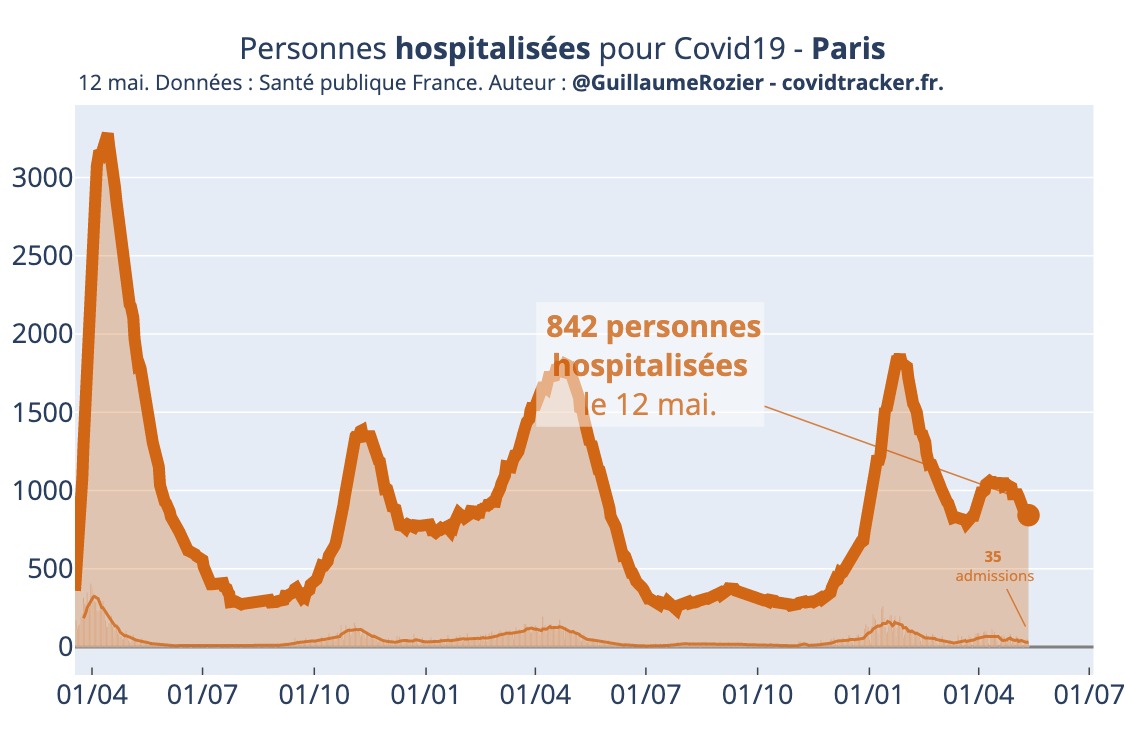 Personnes hospitalisées pour Covid19 - Paris
12 mai. Données : Santé publique France. Auteur : @GuillaumeRozier - covidtracker.fr.
3000
2500
2000
1500
1000
500
0
842 personnes
hospitalisées
le 12 mai.
35
admissions
01/04 01/07 01/10 01/01 01/04 01/07 01/10 01/01 01/04 01/07